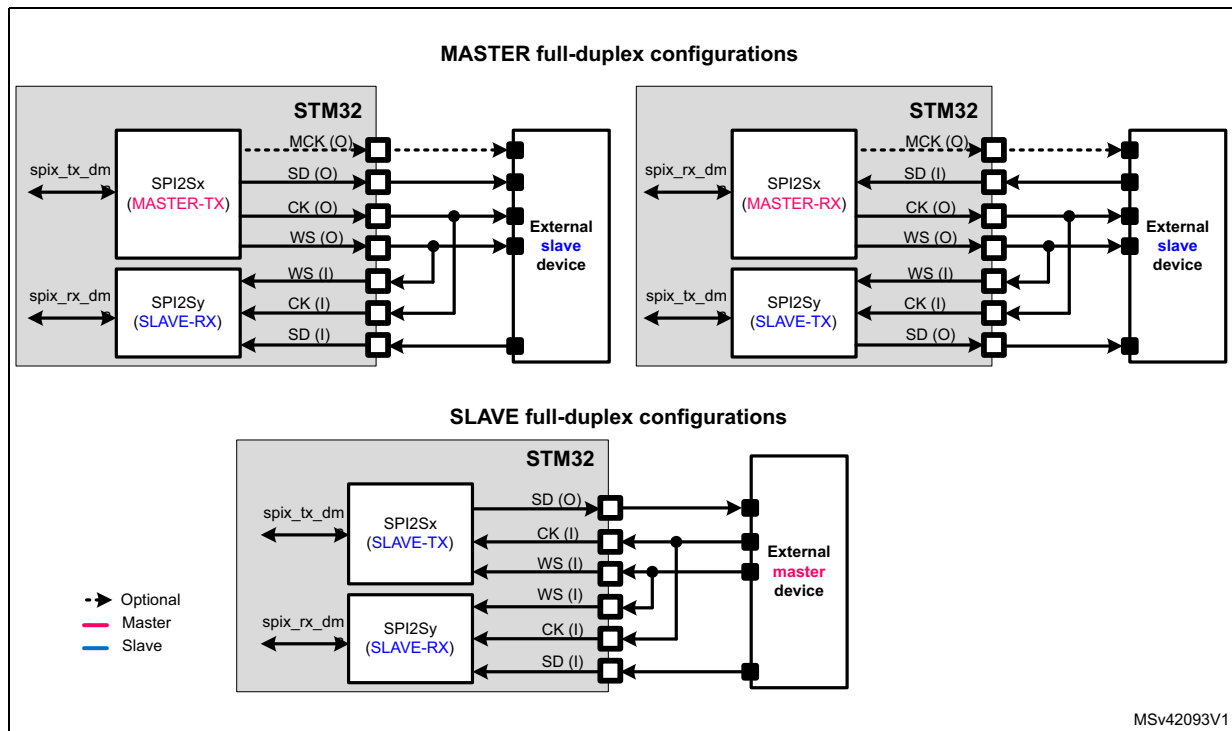 MASTER full-duplex configurations
STM32
MCK (O)
spix_tx_dm
a
SPI2Sx
(MASTER-TX)
SD (O)
CK (O)
WS (O)
WS (I)
spix_rx_dm
a
SPI2Sy
(SLAVE-RX)
CK (I)
SD (I)
External
slave
device
STM32
MCK (O)
spix_rx_dm
a
SPI2Sx
(MASTER-RX)
SD (I)
CK (O)
WS (O)
WS (I)
spix_tx_dm
a
SPI2Sy
(SLAVE-TX)
CK (I)
SD (O)
External
slave
device
SLAVE full-duplex configurations
STM32
SD (O)
spix_tx_dm
a
SPI2Sx
(SLAVE-TX)
CK (I)
WS (I)
WS (I)
spix_rx_dm
a
SPI2Sy
(SLAVE-RX)
CK (I)
SD (I)
External
master
device
Optional
Master
Slave
MSv42093V1